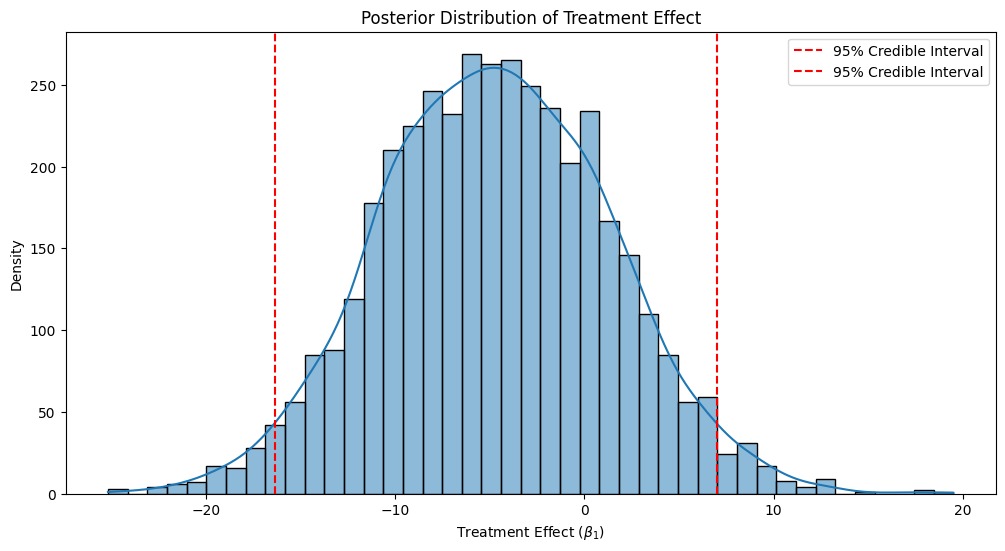 Posterior Distribution of Treatment Effect
95% Credible Interval
95% Credible Interval
Density
250
200
150
100
50
0
−20
−10
0
10
20
Treatment Effect (β₁)